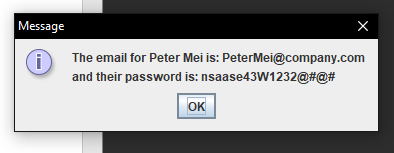 Message
The email for Peter Mei is: PeterMei@company.com
and their password is: nsaase43W1232@#@#
OK